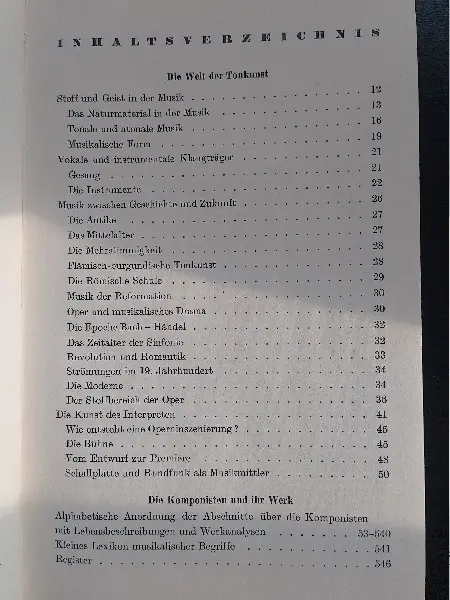 INHALTSVERZEICHNIS
Die Welt der Tonkunst
Stoff und Geist in der Musik . . . . . . . . . . . . . . 12
Das Naturmaterial in der Musik . . . . . . . . . . . . 13
Tonale und atonale Musik . . . . . . . . . . . . . . 16
Musikalische Form . . . . . . . . . . . . . . . . 19
Vokale und instrumentale Klangträger . . . . . . . . . . . 21
Gesang . . . . . . . . . . . . . . . . . . . . 21
Die Instrumente . . . . . . . . . . . . . . . . . 22
Musik zwischen Geschichte und Zukunft . . . . . . . . . . 26
Die Antike . . . . . . . . . . . . . . . . . . . 27
Das Mittelalter . . . . . . . . . . . . . . . . . . 27
Die Mehrstimmigkeit . . . . . . . . . . . . . . . . 28
Flämisch-burgundische Tonkunst . . . . . . . . . . . . 28
Die Römische Schule . . . . . . . . . . . . . . . . 29
Musik der Reformation . . . . . . . . . . . . . . . 30
Oper und musikalisches Drama . . . . . . . . . . . . . 30
Die Epoche Bach – Händel . . . . . . . . . . . . . . 32
Das Zeitalter der Sinfonie . . . . . . . . . . . . . . 32
Revolution und Romantik . . . . . . . . . . . . . . 33
Strömungen im 19. Jahrhundert . . . . . . . . . . . . 34
Die Moderne . . . . . . . . . . . . . . . . . . . 34
Der Stoffbereich der Oper . . . . . . . . . . . . . . 36
Die Kunst des Interpreten . . . . . . . . . . . . . . . 41
Wie entsteht eine Operninszenierung? . . . . . . . . . . 45
Die Bühne . . . . . . . . . . . . . . . . . . . 45
Vom Entwurf zur Premiere . . . . . . . . . . . . . . 48
Schallplatte und Rundfunk als Musikmittler . . . . . . . . 50
Die Komponisten und ihr Werk
Alphabetische Anordnung der Abschnitte über die Komponisten
mit Lebensbeschreibungen und Werkanalysen . . . . . . . 53–540
Kleines Lexikon musikalischer Begriffe . . . . . . . . . . 541
Register . . . . . . . . . . . . . . . . . . . . . 546